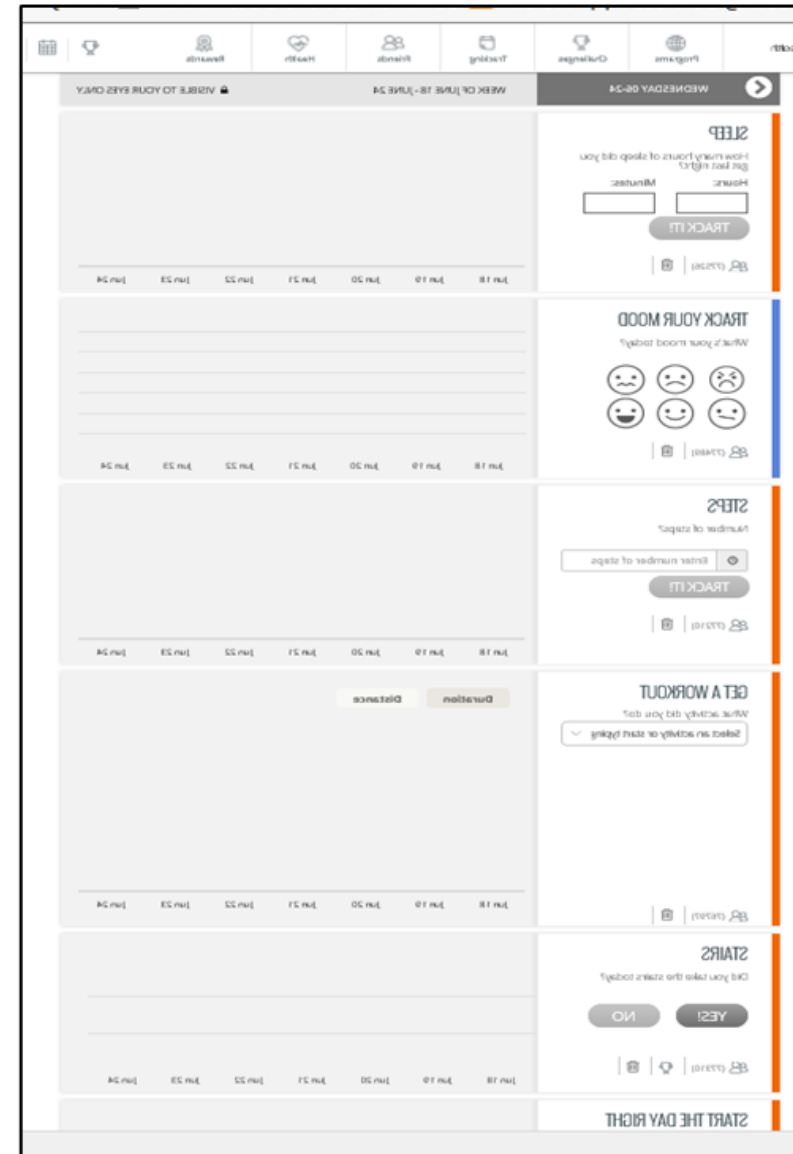 Programs Challenges Tracking Friends Health Rewards
WEDNESDAY 06-24 WEEK OF JUNE 18 - JUNE 24 VISIBLE TO YOUR EYES ONLY
SLEEP
How many hours of sleep did you
get last night?
Hours: Minutes:
TRACK IT!
Jun 18 Jun 19 Jun 20 Jun 21 Jun 22 Jun 23 Jun 24
TRACK YOUR MOOD
What's your mood today?
Jun 18 Jun 19 Jun 20 Jun 21 Jun 22 Jun 23 Jun 24
STEPS
Number of steps?
Enter number of steps
TRACK IT!
(77210)
Jun 18 Jun 19 Jun 20 Jun 21 Jun 22 Jun 23 Jun 24
GET A WORKOUT
What activity did you do?
Select an activity or start typing
Duration Distance
Jun 18 Jun 19 Jun 20 Jun 21 Jun 22 Jun 23 Jun 24
STAIRS
Did you take the stairs today?
YES! NO
(77310)
Jun 18 Jun 19 Jun 20 Jun 21 Jun 22 Jun 23 Jun 24
START THE DAY RIGHT